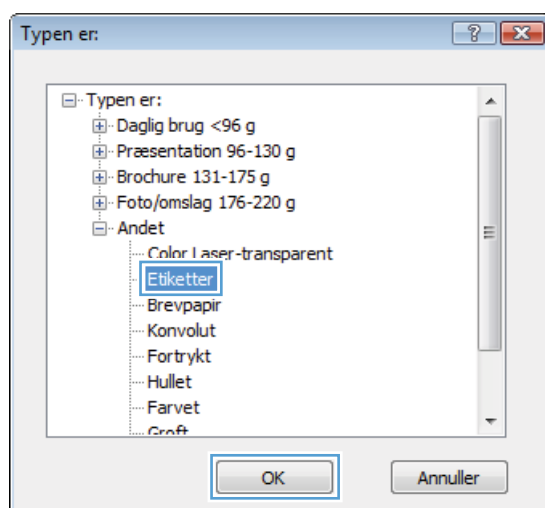 Typen er:
Typen er:
Daglig brug <96 g
Præsentation 96-130 g
Brochure 131-175 g
Foto/omslag 176-220 g
Andet
Color Laser-transparent
Etiketter
Brevpapir
Konvolut
Fortrykt
Hullet
Farvet
Groft
OK Annuller